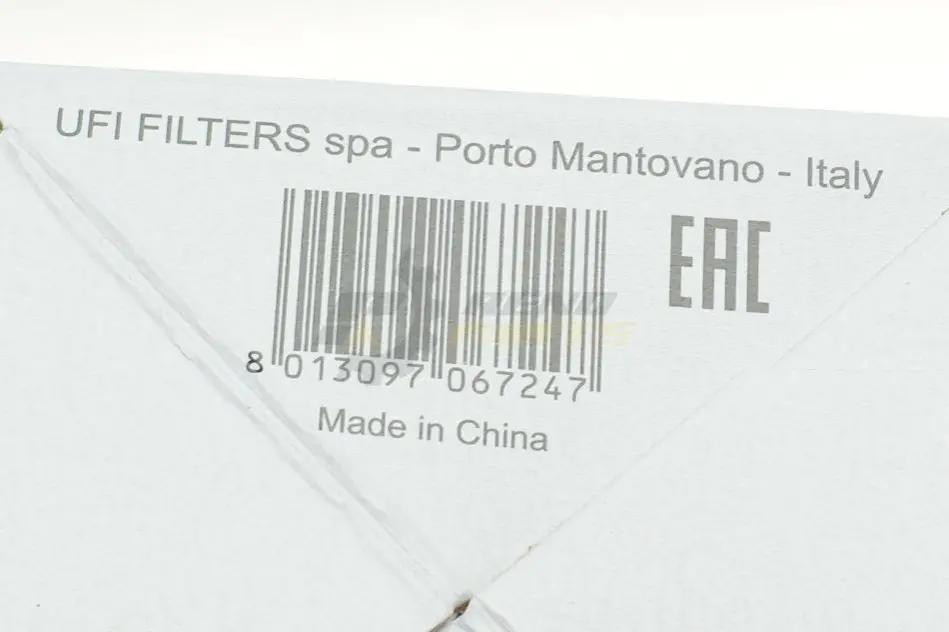 UFI FILTERS spa - Porto Mantovano - Italy
EAC
8 013097 067247
Made in China